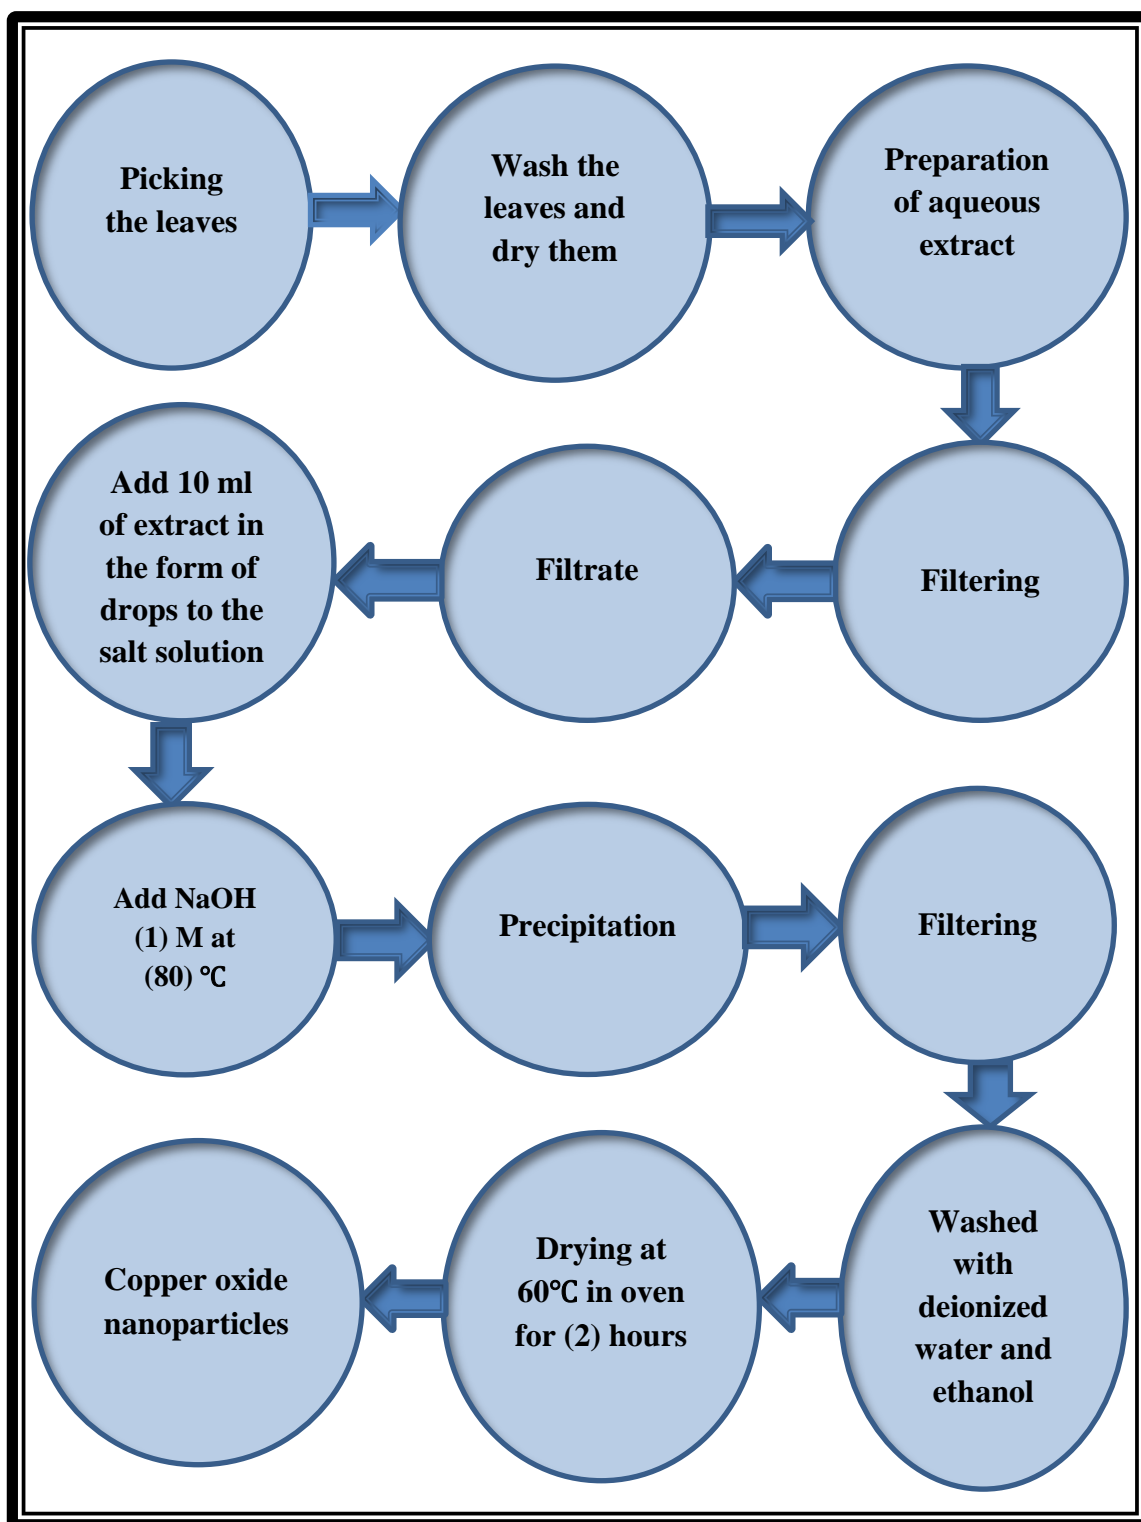 Picking
the leaves
Wash the
leaves and
dry them
Preparation
of aqueous
extract
Filtering
Filtrate
Add 10 ml
of extract in
the form of
drops to the
salt solution
Add NaOH
(1) M at
(80) ℃
Precipitation
Filtering
Washed
with
deionized
water and
ethanol
Drying at
60℃ in oven
for (2) hours
Copper oxide
nanoparticles